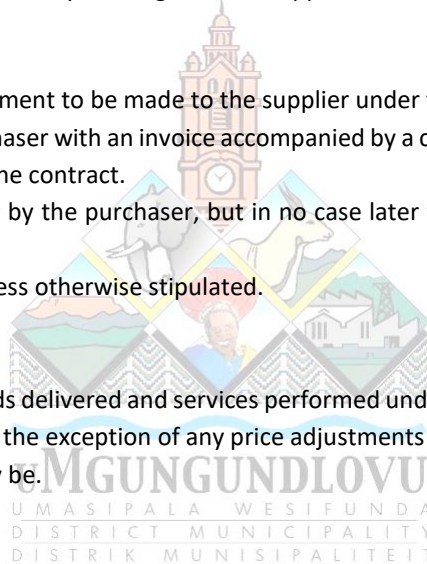 ment to be made to the supplier under
haser with an invoice accompanied by a
he contract.
by the purchaser, but in no case later
ess otherwise stipulated.
ds delivered and services performed und
the exception of any price adjustments
y be.
uMGUNGUNDLOVU
UMASIPALA WESIFUNDA
DISTRICT MUNICIPALITY
DISTRIK MUNISIPALITEIT